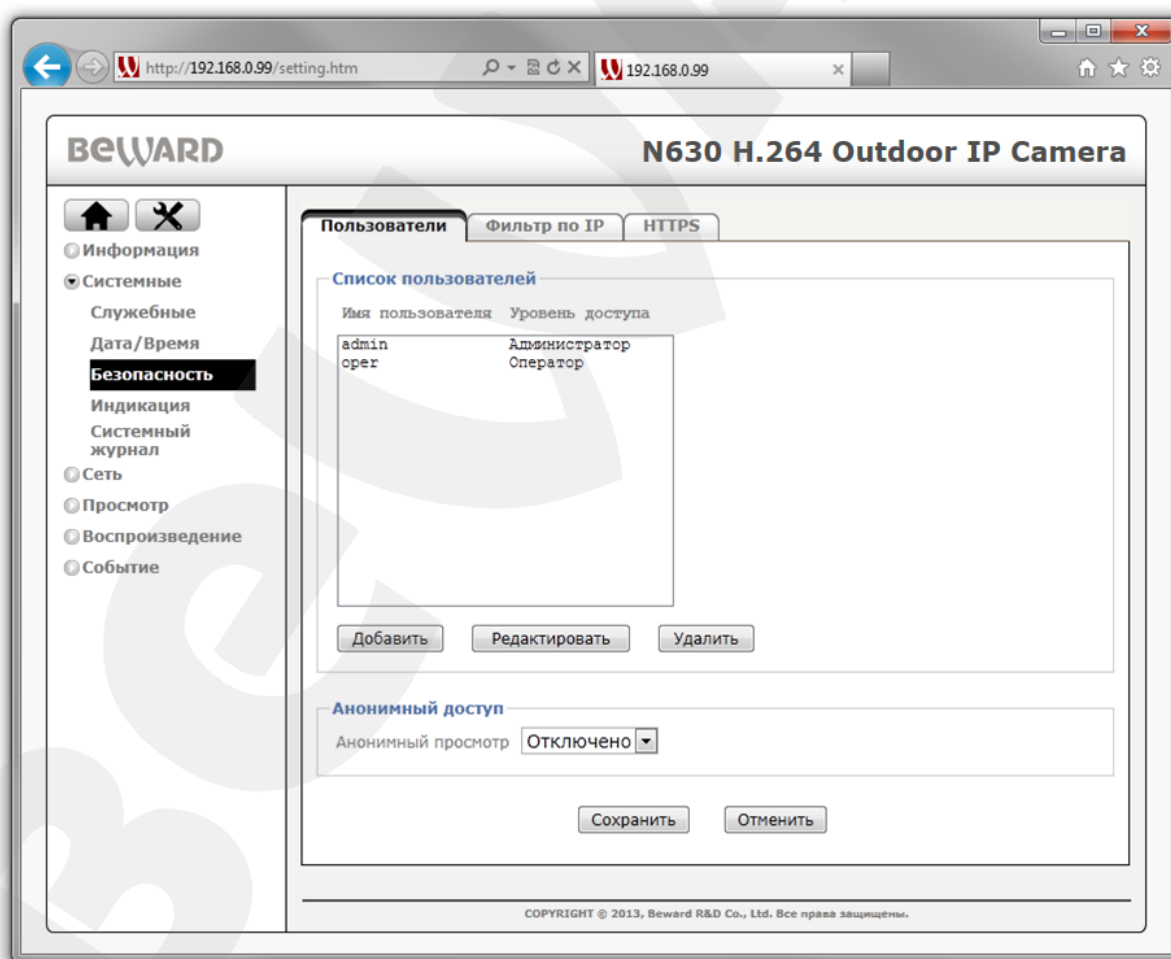 http://192.168.0.99/setting.htm
192.168.0.99
BEWARD
N630 H.264 Outdoor IP Camera
Информация
Системные
Служебные
Дата/Время
Безопасность
Индикация
Системный
журнал
Сеть
Просмотр
Воспроизведение
Событие
Пользователи Фильтр по IP HTTPS
Список пользователей
Имя пользователя Уровень доступа
admin Администратор
oper Оператор
Добавить Редактировать Удалить
Анонимный доступ
Анонимный просмотр Отключено
Сохранить Отменить
COPYRIGHT © 2013, Beward R&D Co., Ltd. Все права защищены.